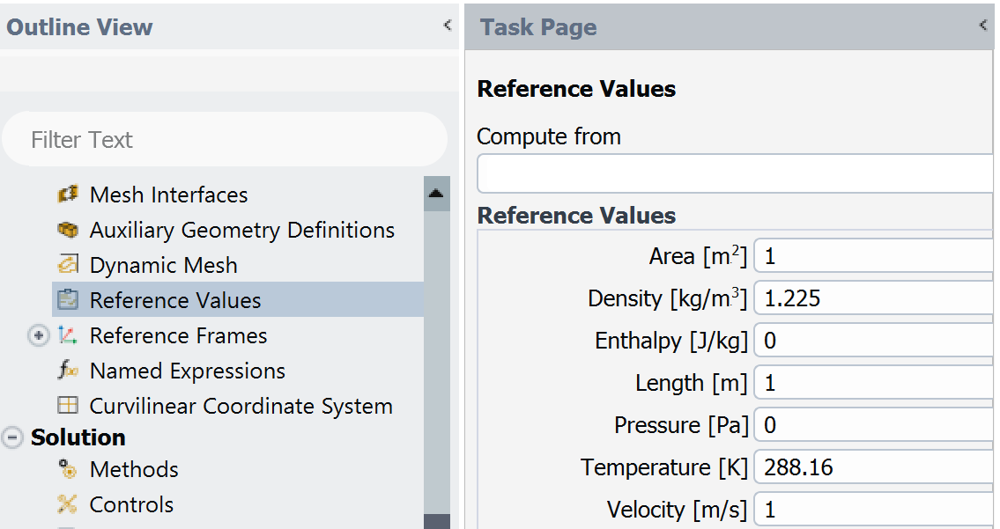 Outline View
Filter Text
Mesh Interfaces
Auxiliary Geometry Definitions
Dynamic Mesh
Reference Values
Reference Frames
Named Expressions
Curvilinear Coordinate System
Solution
Methods
Controls
Task Page
Reference Values
Compute from
Reference Values
Area [m²] 1
Density [kg/m³] 1.225
Enthalpy [J/kg] 0
Length [m] 1
Pressure [Pa] 0
Temperature [K] 288.16
Velocity [m/s] 1